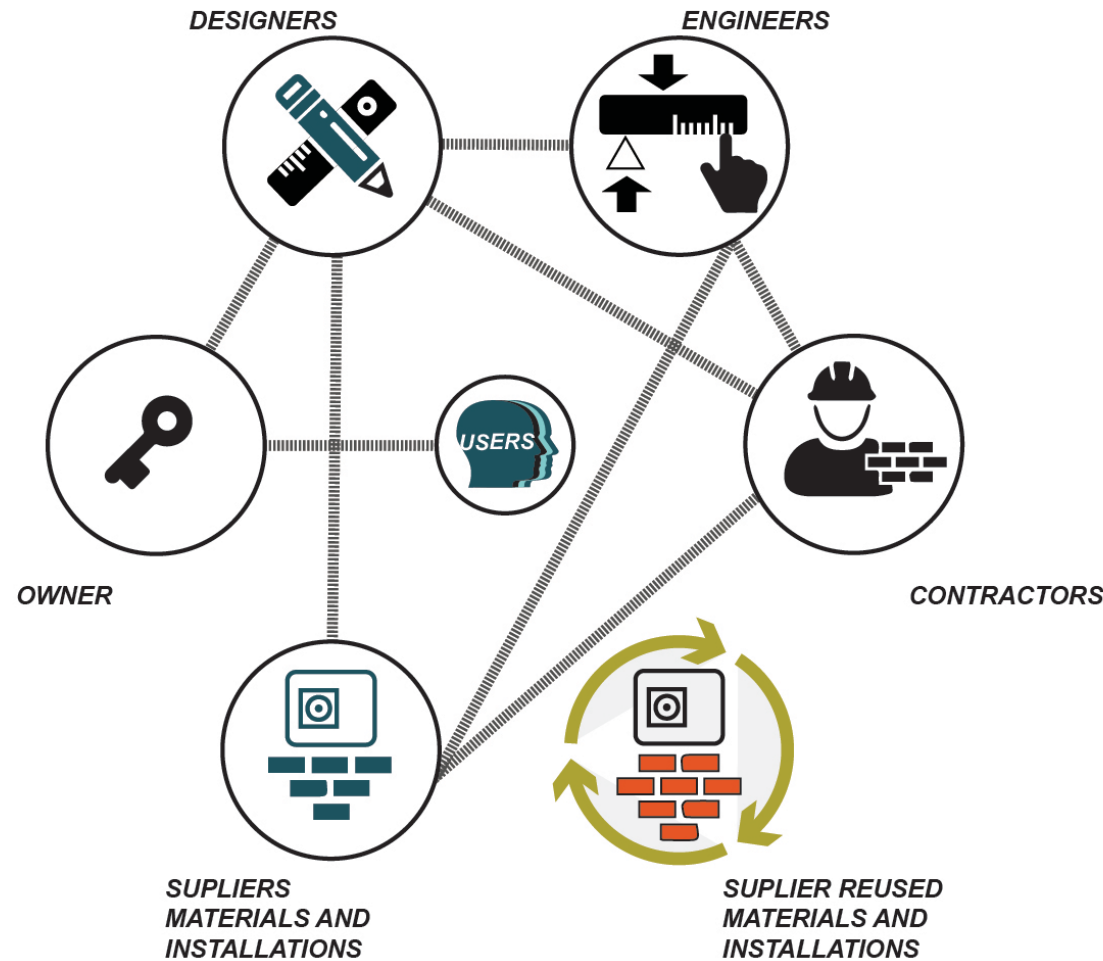 DESIGNERS
ENGINEERS
USERS
OWNER
CONTRACTORS
SUPLIERS
MATERIALS AND
INSTALLATIONS
SUPLIER REUSED
MATERIALS AND
INSTALLATIONS